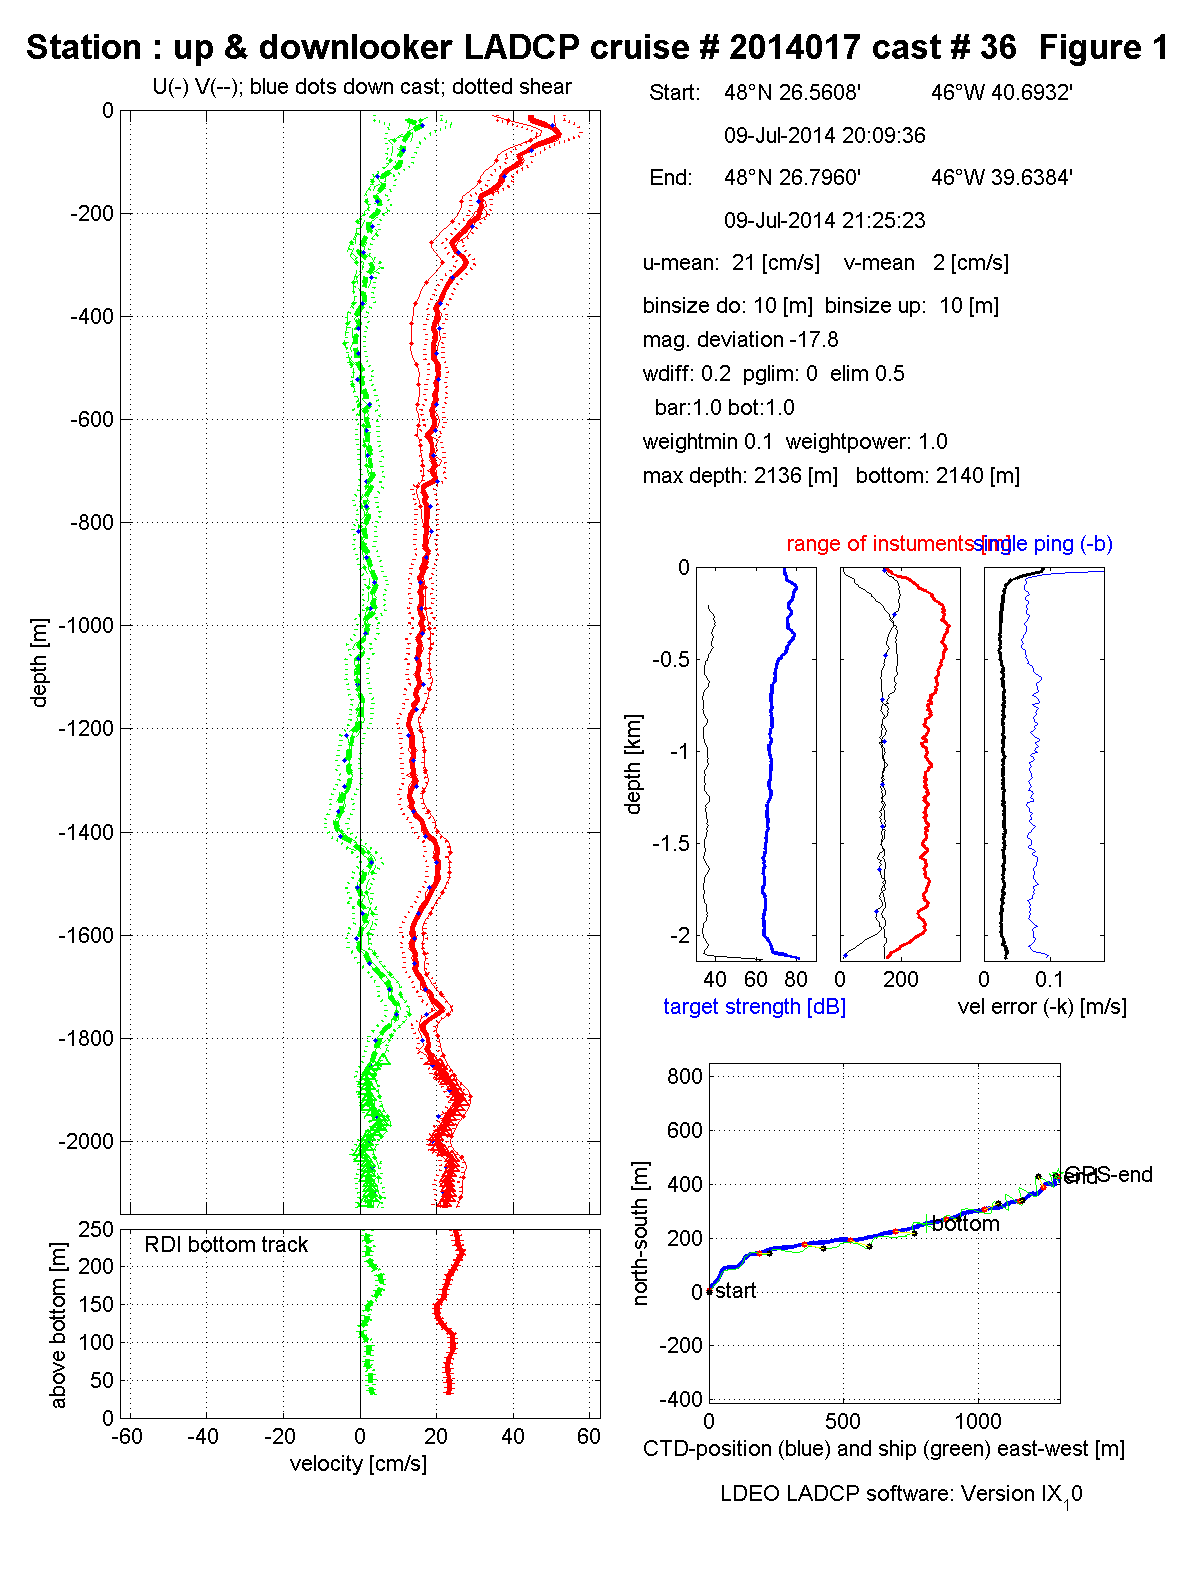 Station : up & downlooker LADCP cruise # 2014017 cast # 36  Figure 1
U(-) V(--); blue dots down cast; dotted shear
0
-200
-400
-600
-800
-1000
-1200
-1400
-1600
-1800
-2000
depth [m]
Start: 48°N 26.5608' 46°W 40.6932'
09-Jul-2014 20:09:36
End: 48°N 26.7960' 46°W 39.6384'
09-Jul-2014 21:25:23
u-mean: 21 [cm/s] v-mean 2 [cm/s]
binsize do: 10 [m] binsize up: 10 [m]
mag. deviation -17.8
wdiff: 0.2 pglim: 0 elim 0.5
bar:1.0 bot:1.0
weightmin 0.1 weightpower: 1.0
max depth: 2136 [m] bottom: 2140 [m]
range of instuments [m]
single ping (-b)
0
-0.5
-1
-1.5
-2
depth [km]
40 60 80
target strength [dB]
0 200
0 0.1
vel error (-k) [m/s]
RDI bottom track
250
200
150
100
50
0
above bottom [m]
-60 -40 -20 0 20 40 60
velocity [cm/s]
800
600
400
200
0
-200
-400
north-south [m]
start
bottom
end
GPS-end
0 500 1000
CTD-position (blue) and ship (green) east-west [m]
LDEO LADCP software: Version IX10